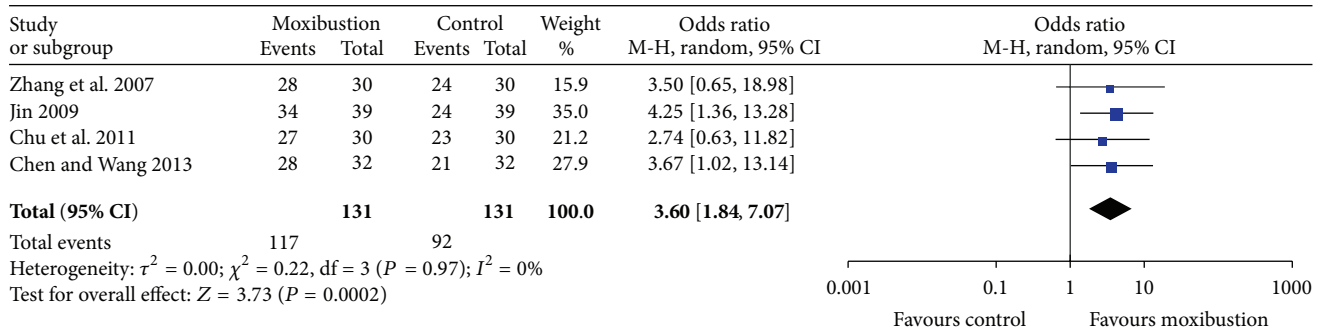 Study Moxibustion Control Weight Odds ratio Odds ratio
or subgroup Events Total Events Total % M-H, random, 95% CI M-H, random, 95% CI
Zhang et al. 2007 28 30 24 30 15.9 3.50 [0.65, 18.98]
Jin 2009 34 39 24 39 35.0 4.25 [1.36, 13.28]
Chu et al. 2011 27 30 23 30 21.2 2.74 [0.63, 11.82]
Chen and Wang 2013 28 32 21 32 27.9 3.67 [1.02, 13.14]
Total (95% CI) 131 131 100.0 3.60 [1.84, 7.07]
Total events 117 92
Heterogeneity: τ² = 0.00; χ² = 0.22, df = 3 (P = 0.97); I² = 0%
Test for overall effect: Z = 3.73 (P = 0.0002)
0.001 0.1 1 10 1000
Favours control Favours moxibustion